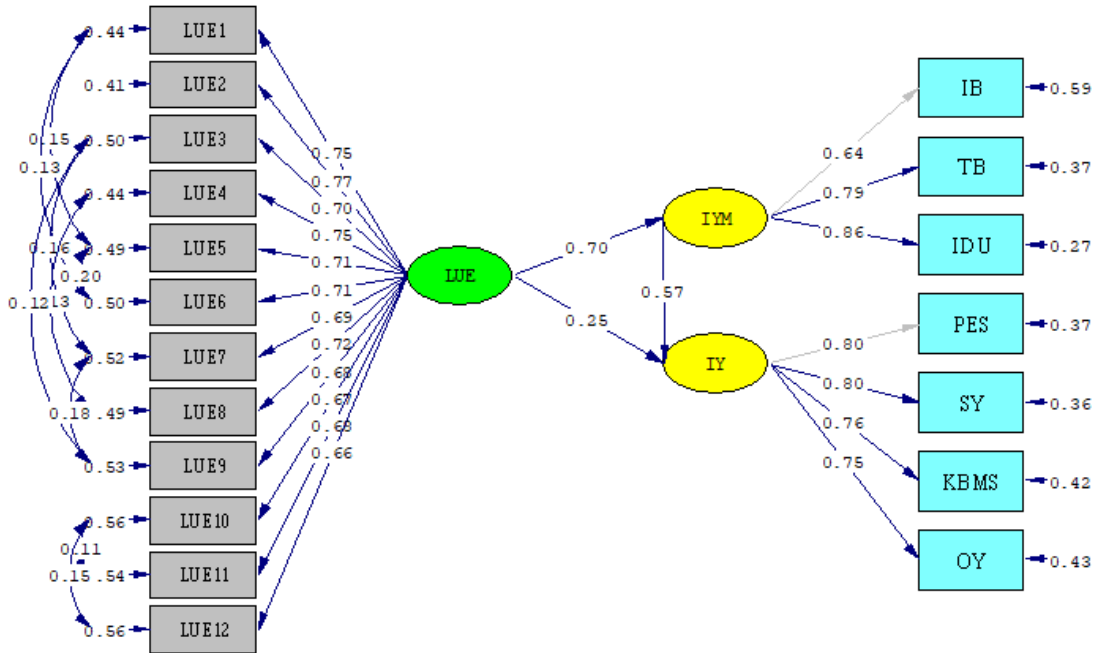 0.44 LUE1
0.41 LUE2
0.50 LUE3
0.44 LUE4
0.49 LUE5
0.50 LUE6
0.52 LUE7
.49 LUE8
0.53 LUE9
0.56 LUE10
.54 LUE11
0.56 LUE12
0.15
0.13
0.16
0.20
0.12
13
0.18
0.11
0.15
0.75
0.77
0.70
0.75
0.71
0.71
0.69
0.72
0.68
0.67
0.66
LUE
0.70
0.25
IYM
0.57
IY
0.64
0.79
0.86
0.80
0.80
0.76
0.75
IB 0.59
TB 0.37
IDU 0.27
PES 0.37
SY 0.36
KBMS 0.42
OY 0.43